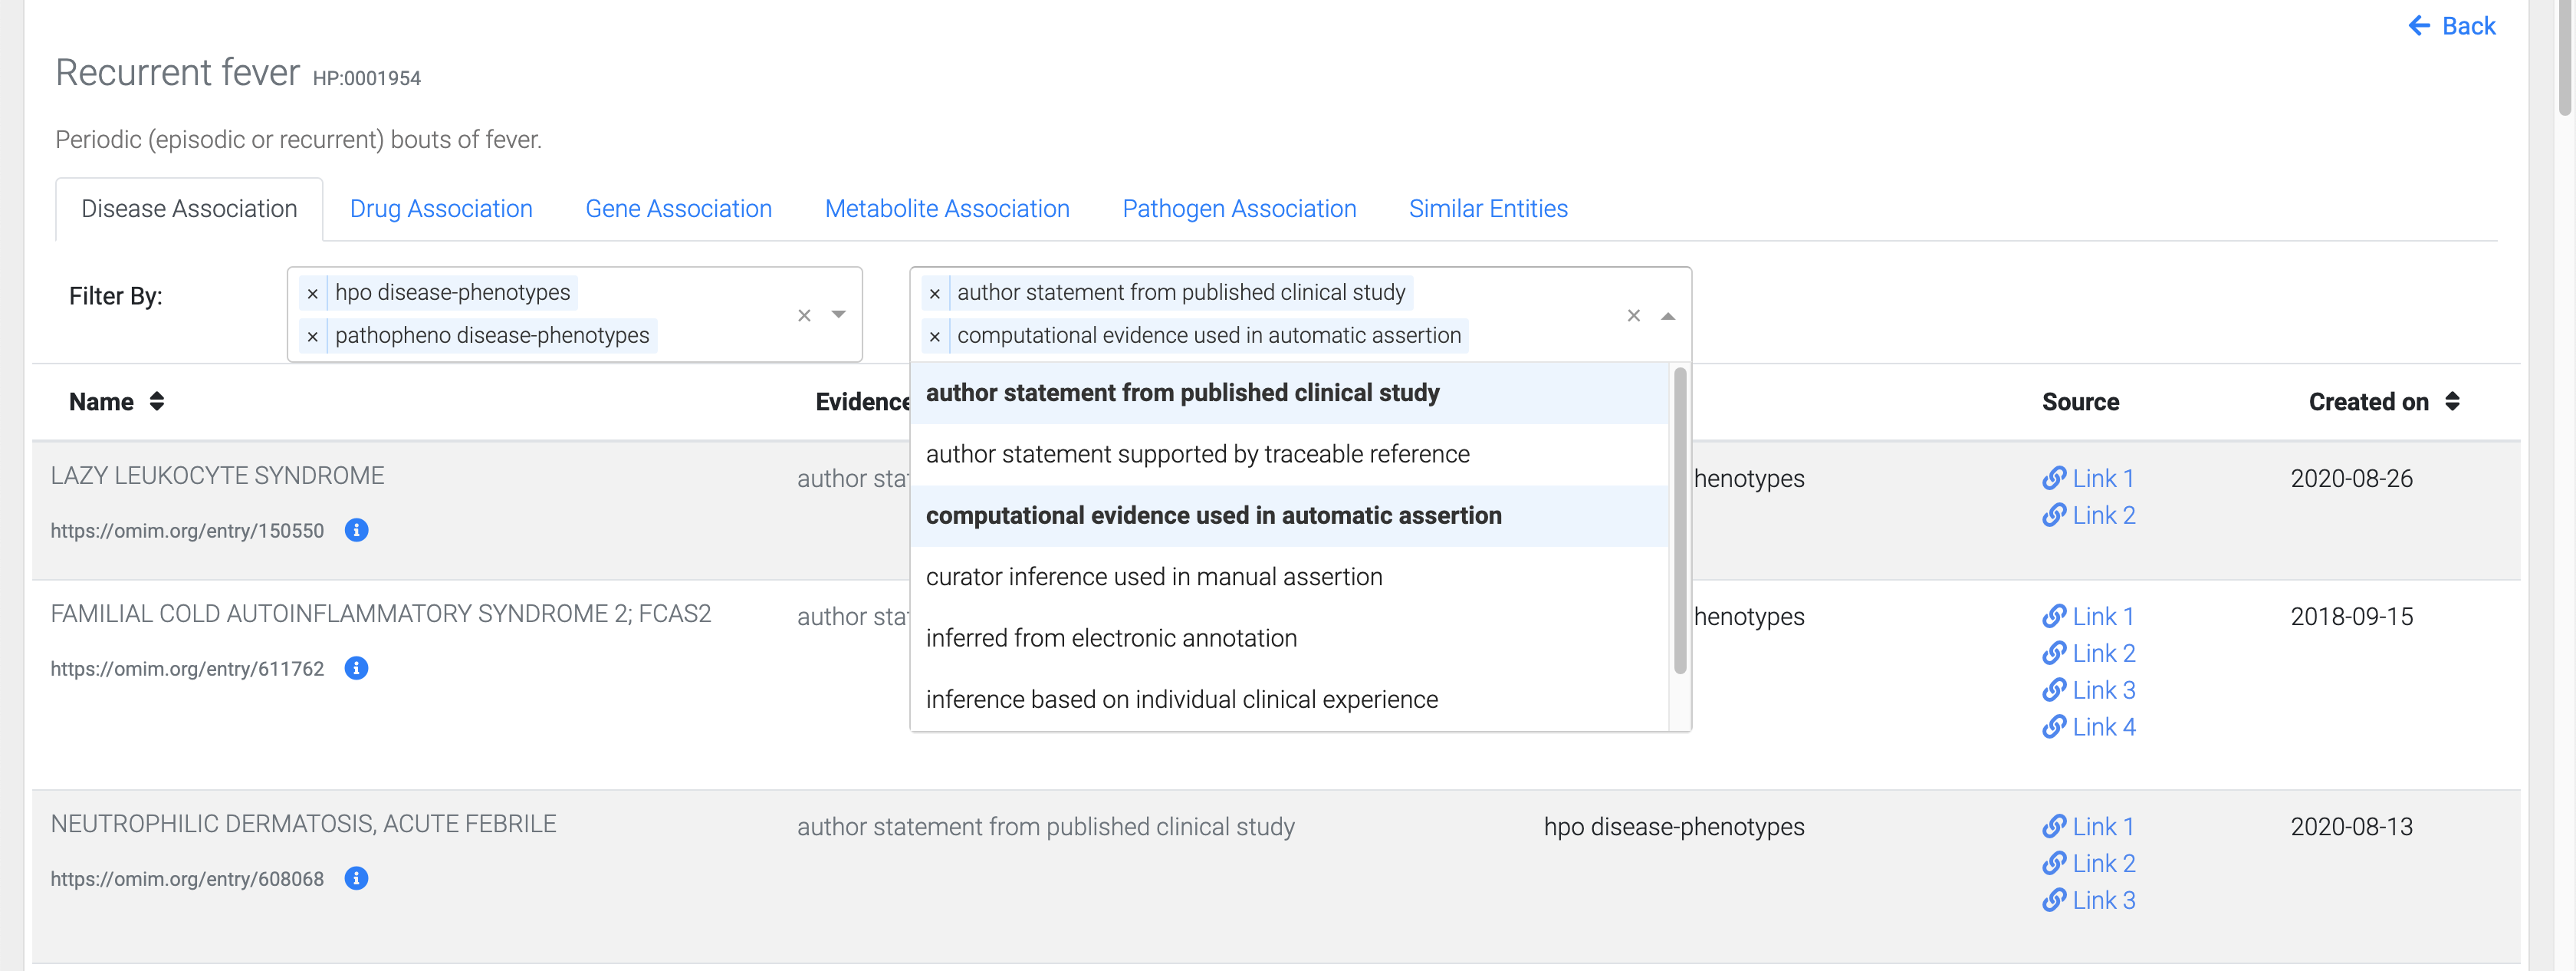 Back
Recurrent fever HP:0001954
Periodic (episodic or recurrent) bouts of fever.
Disease Association Drug Association Gene Association Metabolite Association Pathogen Association Similar Entities
Filter By:
× hpo disease-phenotypes
× pathopheno disease-phenotypes
× author statement from published clinical study
× computational evidence used in automatic assertion
author statement from published clinical study
author statement supported by traceable reference
computational evidence used in automatic assertion
curator inference used in manual assertion
inferred from electronic annotation
inference based on individual clinical experience
Name Evidence Source Created on
LAZY LEUKOCYTE SYNDROME author henotypes Link 1 2020-08-26
Link 2
https://omim.org/entry/150550
FAMILIAL COLD AUTOINFLAMMATORY SYNDROME 2; FCAS2 author henotypes Link 1 2018-09-15
Link 2
https://omim.org/entry/611762
Link 3
Link 4
NEUTROPHILIC DERMATOSIS, ACUTE FEBRILE author statement from published clinical study hpo disease-phenotypes Link 1 2020-08-13
Link 2
https://omim.org/entry/608068
Link 3